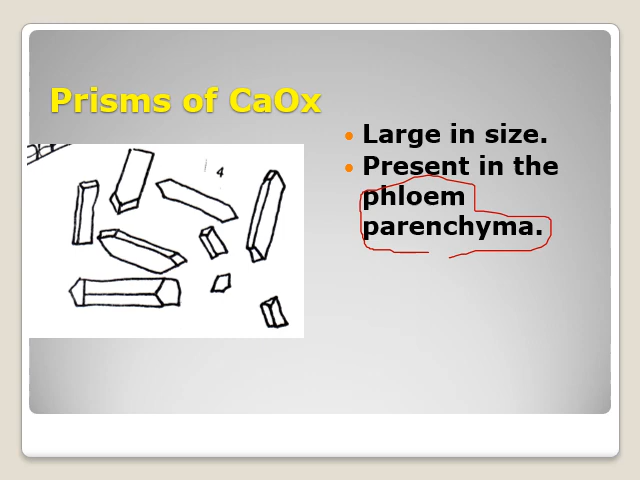 Prisms of CaOx
4
Large in size.
Present in the
phloem
parenchyma.